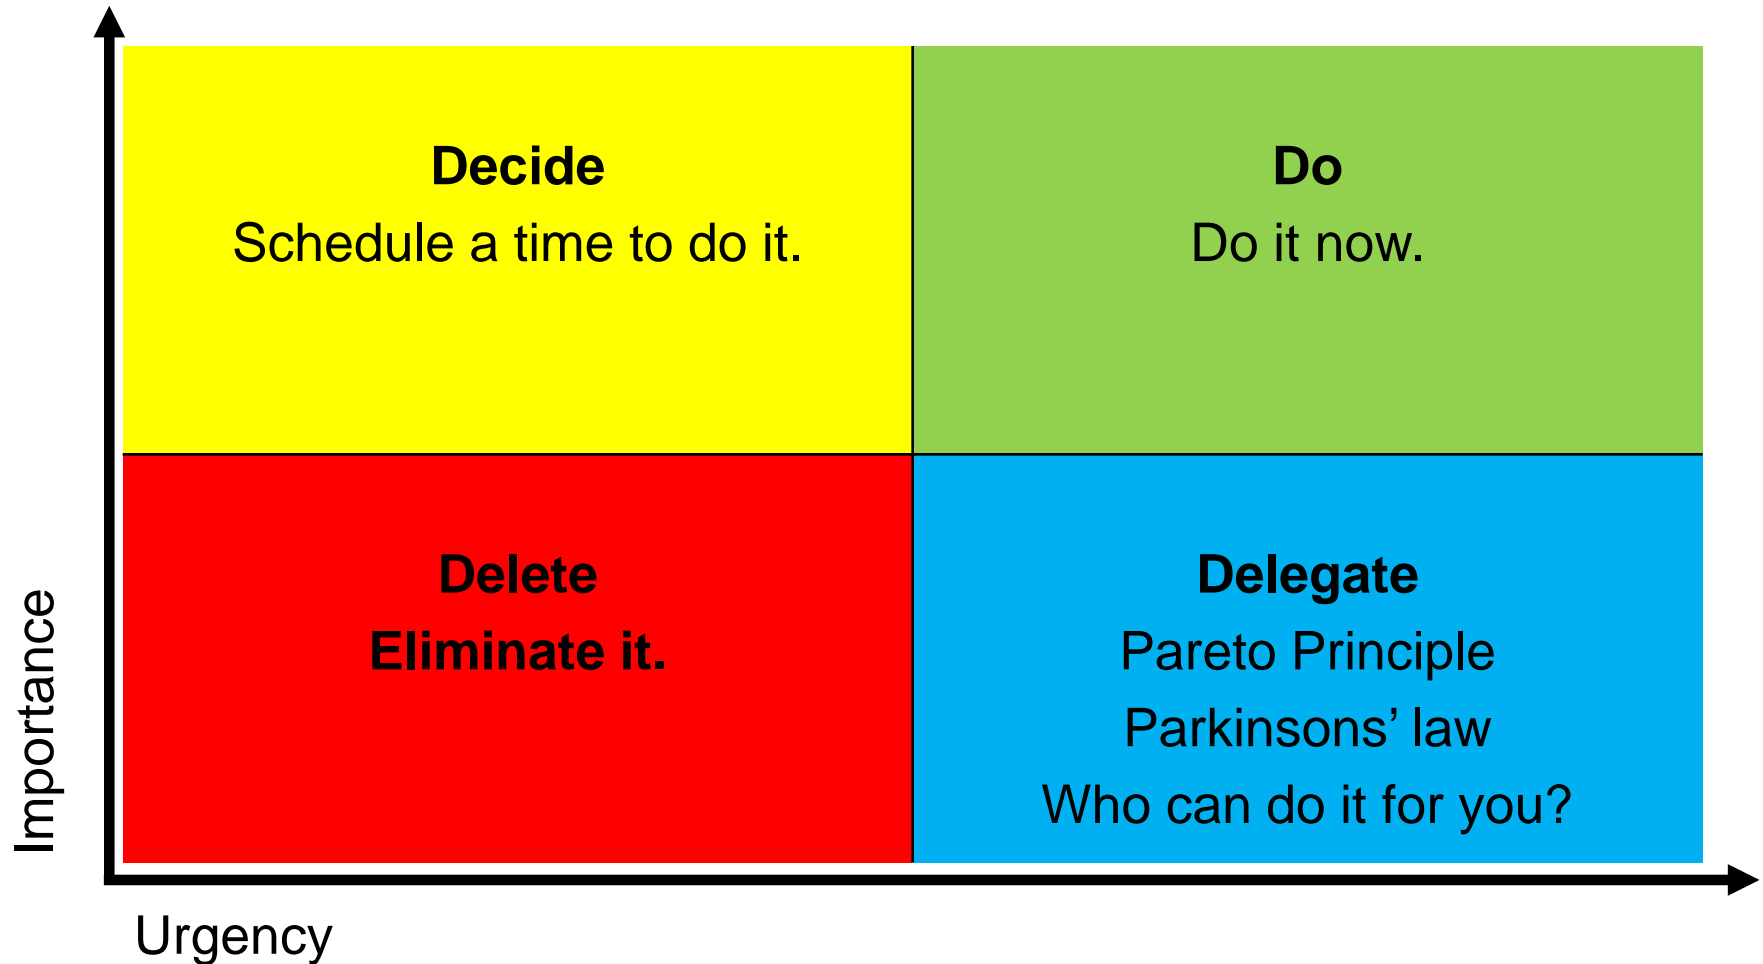 Decide
Schedule a time to do it.
Do
Do it now.
Delete
Eliminate it.
Delegate
Pareto Principle
Parkinsons’ law
Who can do it for you?
Importance
Urgency